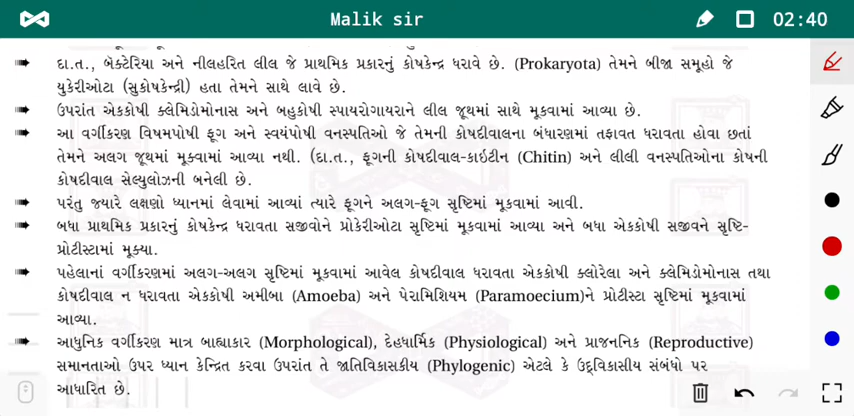 Malik sir
02:40
➠ દા.ત., બેક્ટેરિયા અને નીલહરિત લીલ જે પ્રાથમિક પ્રકારનું કોષકેન્દ્ર ધરાવે છે. (Prokaryota) તેમને બીજા સમૂહો જે
યુકેરીઓટા (સુકોષકેન્દ્રી) હતા તેમને સાથે લાવે છે.
➠ ઉપરાંત એકકોષી ક્લેમિડોમોનાસ અને બહુકોષી સ્પાયરોગાયરાને લીલ જૂથમાં સાથે મૂકવામાં આવ્યા છે.
➠ આ વર્ગીકરણ વિષમપોષી ફૂગ અને સ્વયંપોષી વનસ્પતિઓ જે તેમની કોષદીવાલના બંધારણમાં તફાવત ધરાવતા હોવા છતાં
તેમને અલગ જૂથમાં મૂક્વામાં આવ્યા નથી. (દા.ત., ફૂગની કોષદીવાલ-કાઇટીન (Chitin) અને લીલી વનસ્પતિઓના કોષની
કોષદીવાલ સેલ્યુલોઝની બનેલી છે.
➠ પરંતુ જ્યારે લક્ષણો ધ્યાનમાં લેવામાં આવ્યાં ત્યારે ફૂગને અલગ-ફૂગ સૃષ્ટિમાં મૂકવામાં આવી.
➠ બધા પ્રાથમિક પ્રકારનું કોષકેન્દ્ર ધરાવતા સજીવોને પ્રોકેરીઓટા સૃષ્ટિમાં મૂકવામાં આવ્યા અને બધા એકકોષી સજીવને સૃષ્ટિ-
પ્રોટીસ્ટામાં મૂક્યા.
➠ પહેલાનાં વર્ગીકરણમાં અલગ-અલગ સૃષ્ટિમાં મૂકવામાં આવેલ કોષદીવાલ ધરાવતા એકકોષી ક્લોરેલા અને ક્લેમિડોમોનાસ તથા
કોષદીવાલ ન ધરાવતા એકકોષી અમીબા (Amoeba) અને પેરામિશિયમ (Paramoecium)ને પ્રોટીસ્ટા સૃષ્ટિમાં મૂકવામાં
આવ્યા.
➠ આધુનિક વર્ગીકરણ માત્ર બાહ્યાકાર (Morphological), દેહધાર્મિક (Physiological) અને પ્રાજનનિક (Reproductive)
સમાનતાઓ ઉપર ધ્યાન કેન્દ્રિત કરવા ઉપરાંત તે જાતિવિકાસકીય (Phylogenic) એટલે કે ઉદ્દવિકાસીય સંબંધો પર
આધારિત છે.